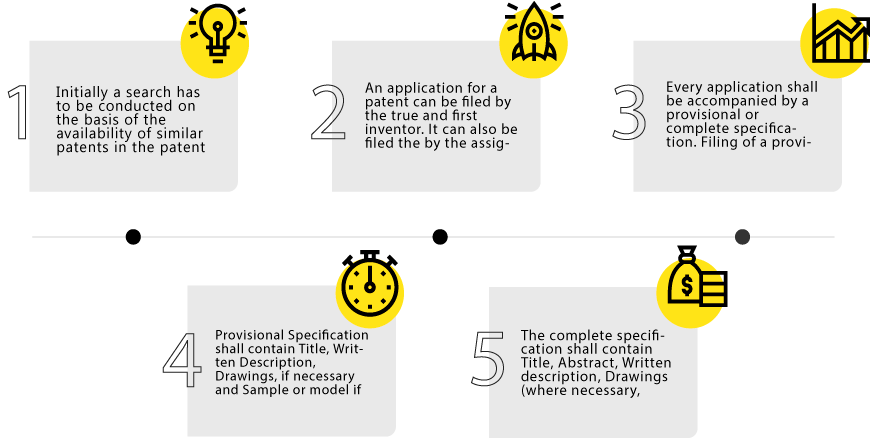 1
Initially a search has
to be conducted on
the basis of the
availability of similar
patents in the patent
2
An application for a
patent can be filed by
the true and first
inventor. It can also be
filed the by the assig-
3
Every application shall
be accompanied by a
provisional or
complete specifica-
tion. Filing of a provi-
4
Provisional Specification
shall contain Title, Writ-
ten Description,
Drawings, if necessary
and Sample or model if
5
The complete specifi-
cation shall contain
Title, Abstract, Written
description, Drawings
(where necessary,
$